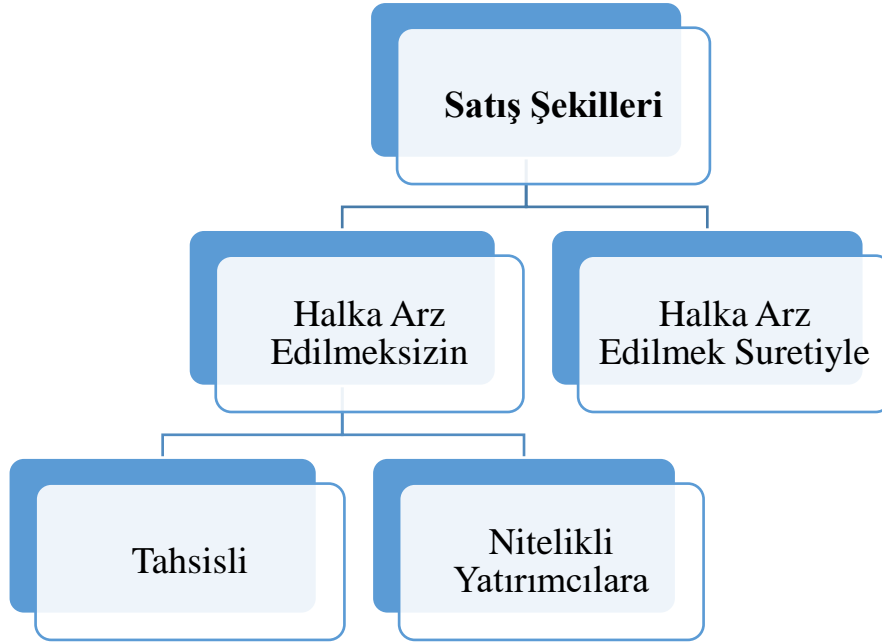 Satış Şekilleri
Halka Arz
Edilmeksizin
Halka Arz
Edilmek Suretiyle
Tahsisli
Nitelikli
Yatırımcılara